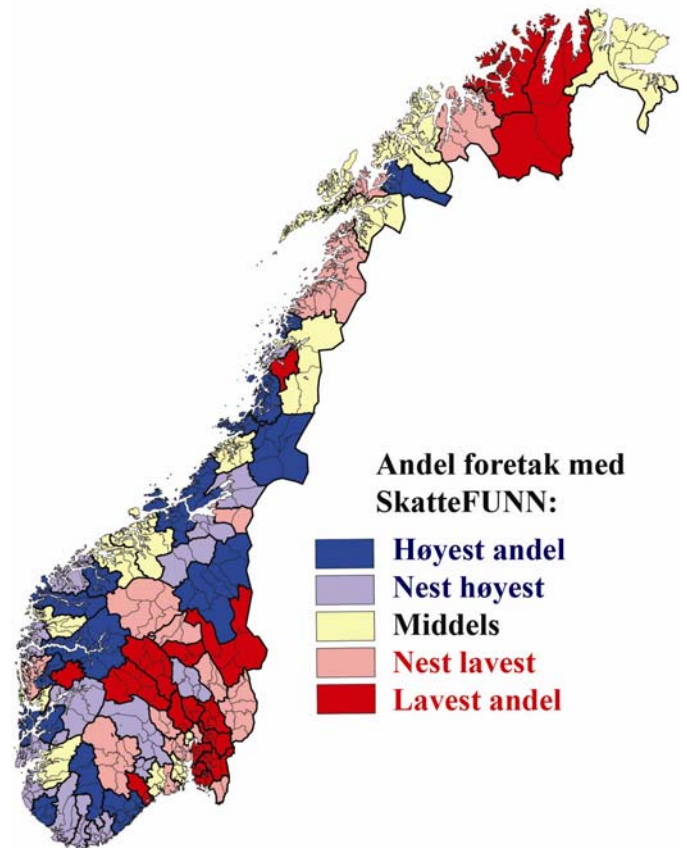 Andel foretak med
SkatteFUNN:
Høyest andel
Nest høyest
Middels
Nest lavest
Lavest andel